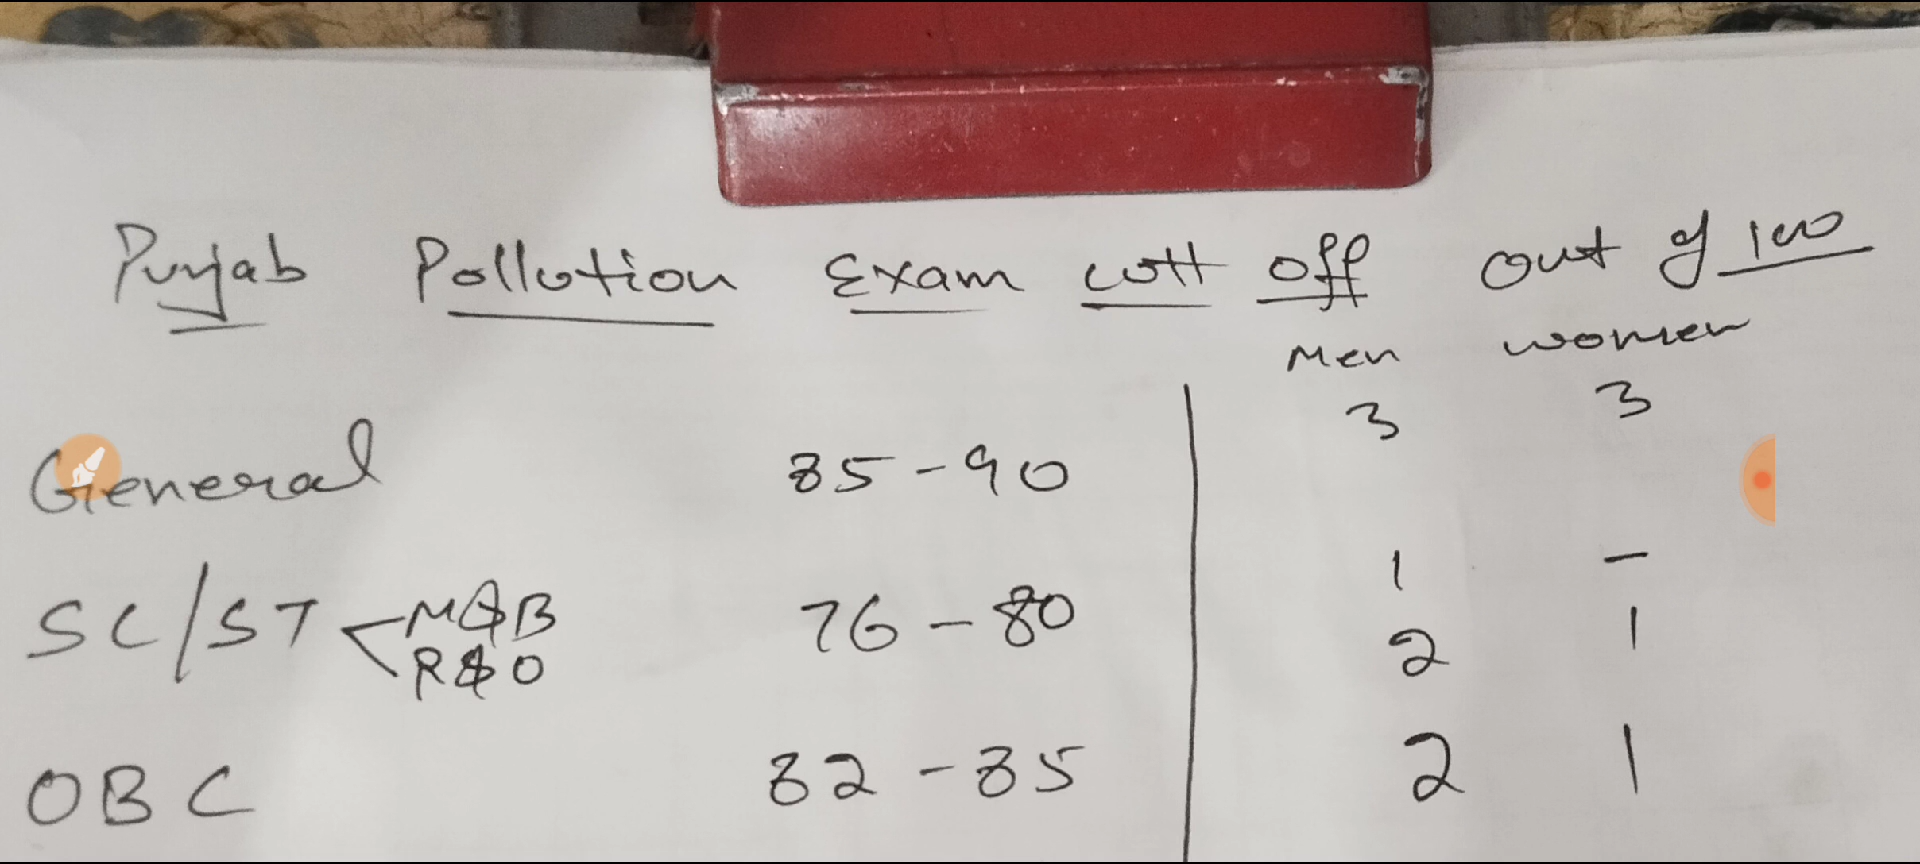 Punjab Pollution Exam cutt off out of 100
Men women
General 85-90 3 3
SC/ST M&B 76-80 1 -
R&O 2 1
OBC 82-85 2 1